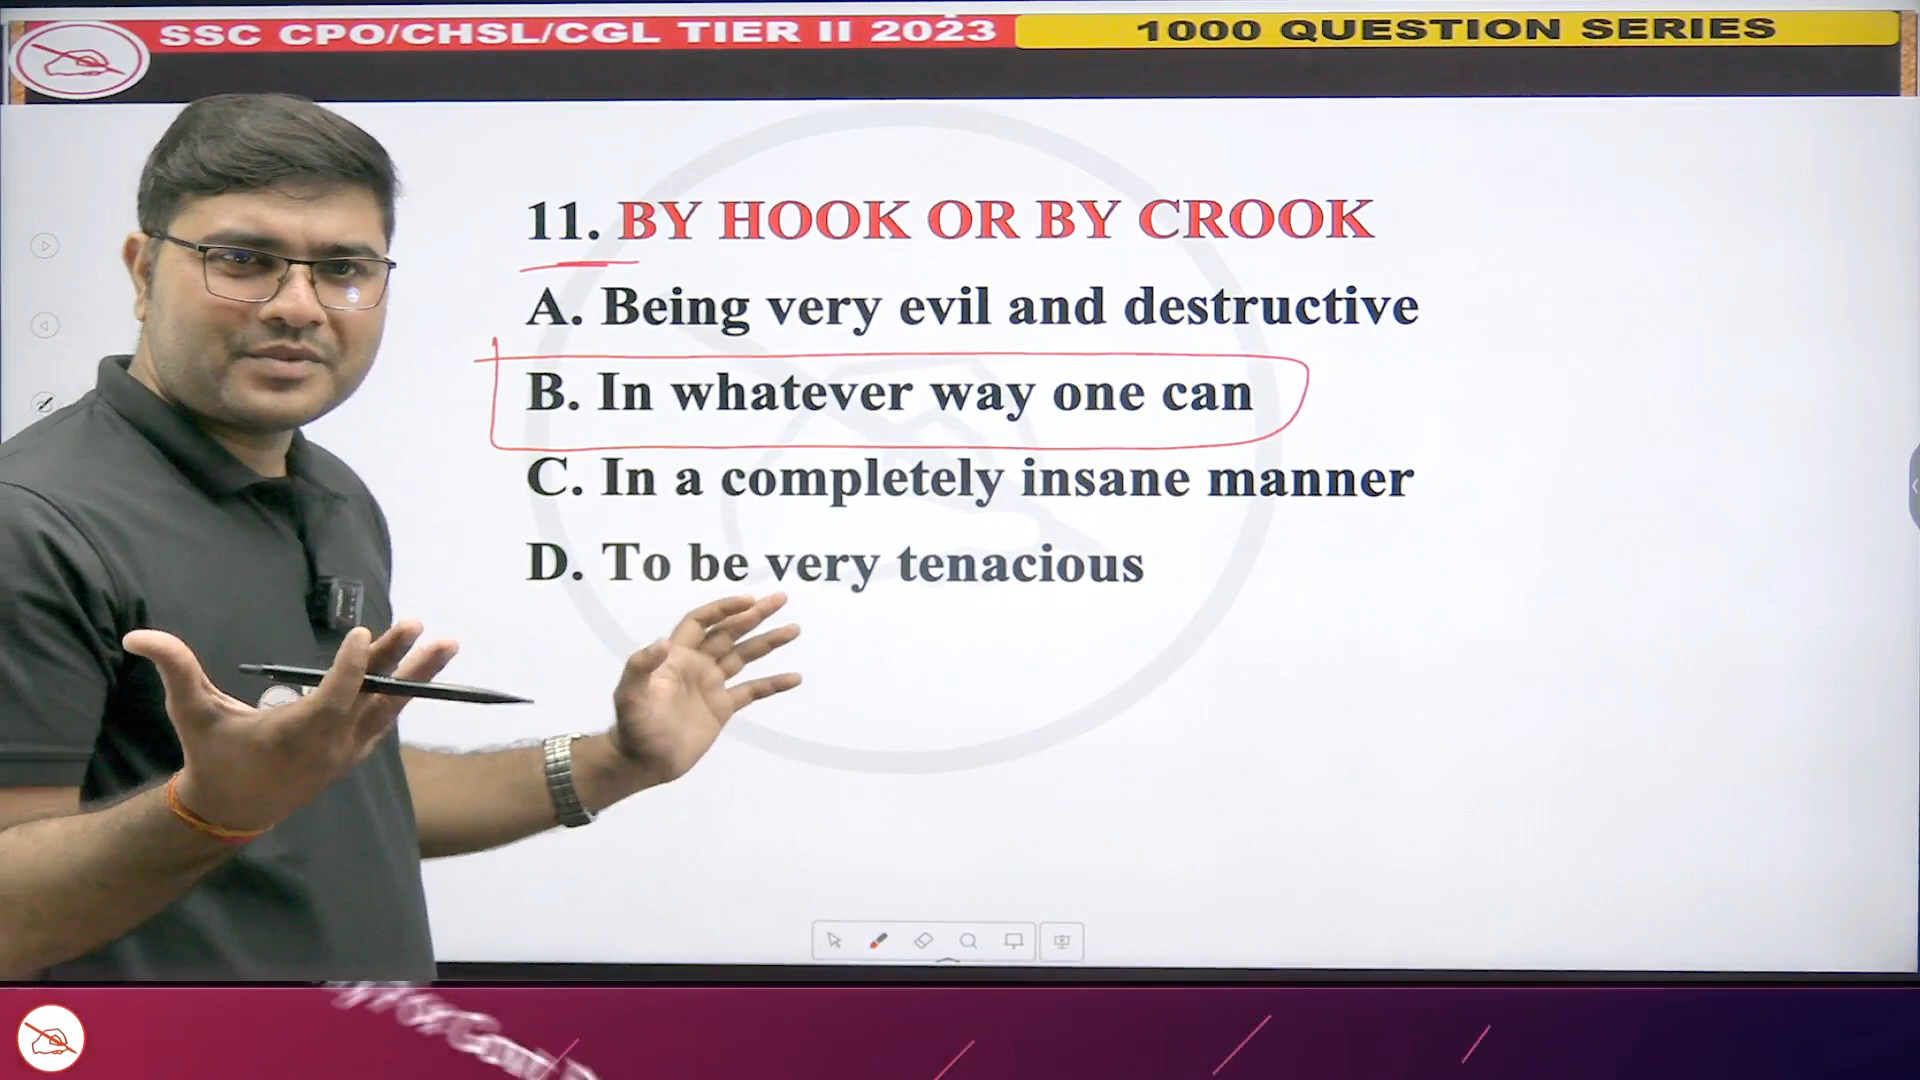 SSC CPO/CHSL/CGL TIER II 2023
1000 QUESTION SERIES
11. BY HOOK OR BY CROOK
A. Being very evil and destructive
B. In whatever way one can
C. In a completely insane manner
D. To be very tenacious